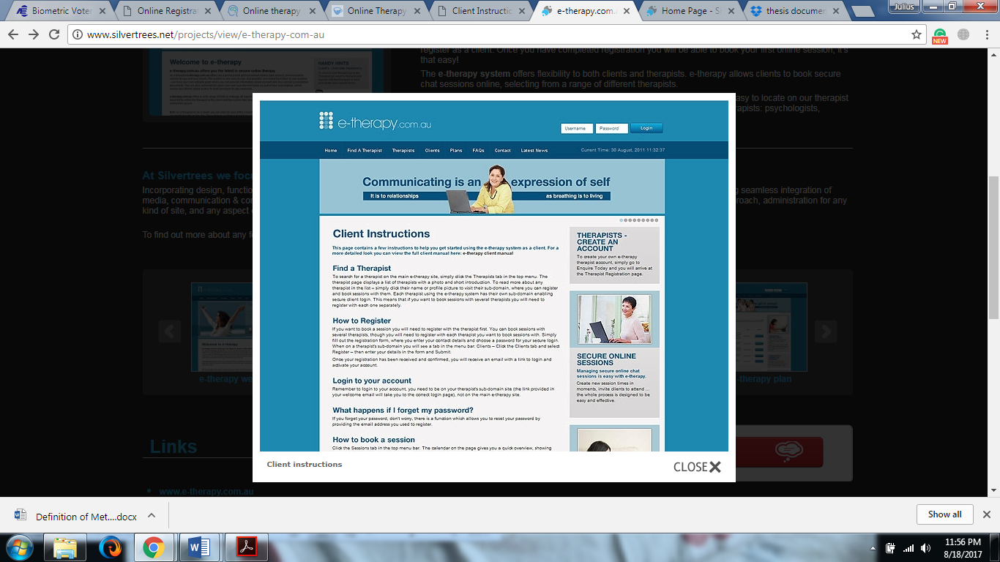 Biometric Voter
Online Registra
Online therapy
Online Therapy
Client Instructio
e-therapy.com.
Home Page - S
thesis documen
Julius
www.silvertrees.net/projects/view/e-therapy-com-au
NEW
register as a client. Once you have completed registration you will be able to book your first online session, it's
that easy!
The e-therapy system offers flexibility to both clients and therapists. e-therapy allows clients to book secure
chat sessions online, selecting from a range of different therapists.
asy to locate on our therapist
rapists: psychologists,
Welcome to e-therapy
HANDY HINTS
e-therapy.com.au
Username
Password
Login
Home
Find A Therapist
Therapists
Clients
Plans
FAQs
Contact
Latest News
Current Time: 30 August, 2011 11:32:37
Communicating is an expression of self
It is to relationships
as breathing is to living
Client Instructions
This page contains a few instructions to help you get started using the e-therapy system as a client. For a
more detailed look you can view the full client manual here: e-therapy client manual
Find a Therapist
To search for a therapist on the main e-therapy site, simply click the Therapists tab in the top menu. The
therapist page displays a list of therapists with a photo and short introduction. To read more about any
therapist in the list – simply click their name or profile picture to visit their sub-domain, where you can register
and book sessions with them. Each therapist using the e-therapy system has their own sub-domain enabling
secure client login. This means that if you want to book sessions with several therapists you will need to
register with each one separately.
How to Register
If you want to book a session you will need to register with the therapist first. You can book sessions with
several therapists, though you will need to register with each therapist you want to book sessions with. Simply
fill out the registration form, where you enter your contact details and choose a password for your secure login.
When on a therapist's sub-domain you will see a tab in the menu bar: Clients – Click the Clients tab and select
Register – then enter your details in the form and Submit.
Once your registration has been received and confirmed, you will receive an email with a link to login and
activate your account.
Login to your account
Remember to login to your account, you need to be on your therapist's sub-domain site (the link provided in
your welcome email will take you to the correct login page), not on the main e-therapy site.
What happens if I forget my password?
If you forget your password, don't worry, there is a function which allows you to reset your password by
providing the email address you used to register.
How to book a session
Click the Sessions tab in the top menu bar. The calendar on the page gives you a quick overview, showing
THERAPISTS -
CREATE AN
ACCOUNT
To create your own e-therapy
therapist account, simply go to
Enquire Today and you will arrive at
the Therapist Registration page.
SECURE ONLINE
SESSIONS
Managing secure online chat
sessions is easy with e-therapy.
Create new session times in
moments, invite clients to attend ...
the whole process is designed to be
easy and effective.
Client instructions
CLOSE
At Silvertrees we focu
Incorporating design, functio
media, communication & co
kind of site, and any aspect
To find out more about any f
g seamless integration of
roach, administration for any
e-therapy we
-therapy plan
Links
www.e-therapy.com.au
Definition of Met....docx
Show all
11:56 PM
8/18/2017